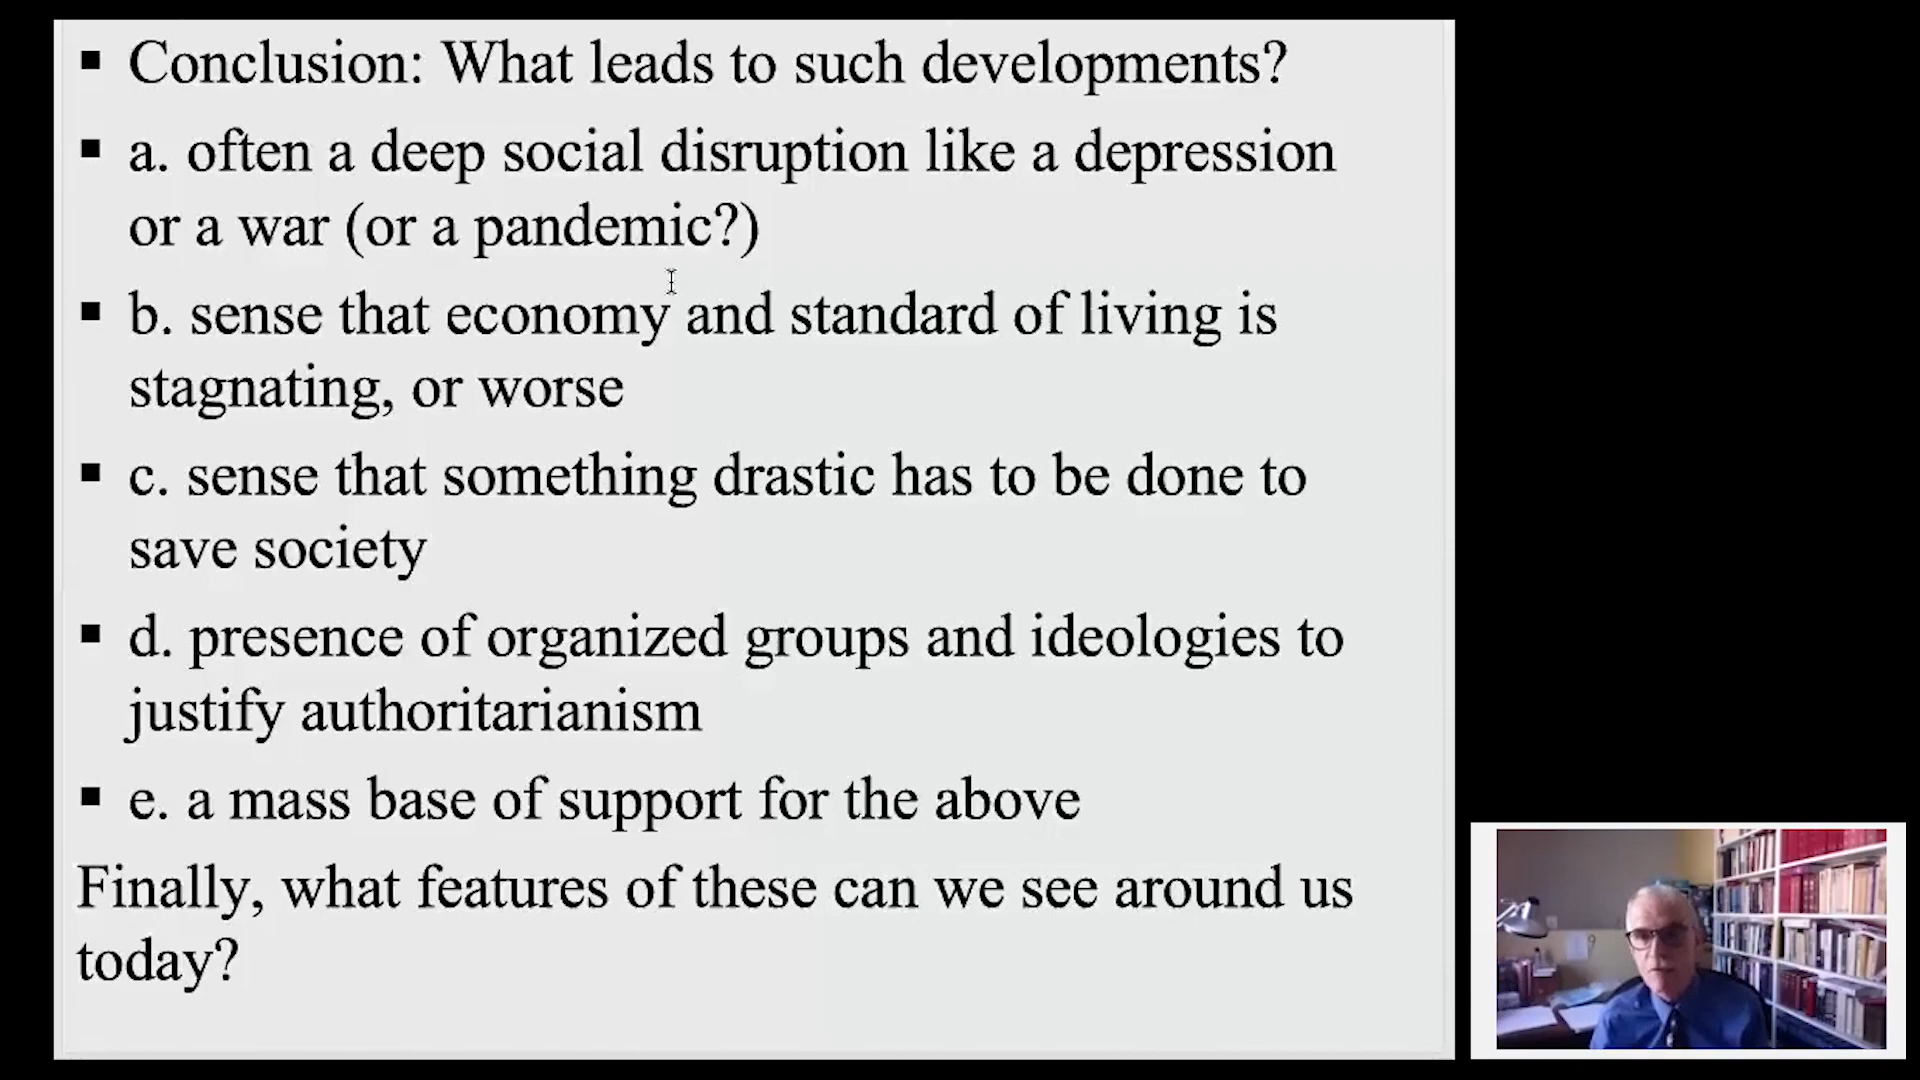 ▪ Conclusion: What leads to such developments?
▪ a. often a deep social disruption like a depression
or a war (or a pandemic?)
▪ b. sense that economy and standard of living is
stagnating, or worse
▪ c. sense that something drastic has to be done to
save society
▪ d. presence of organized groups and ideologies to
justify authoritarianism
▪ e. a mass base of support for the above
Finally, what features of these can we see around us
today?